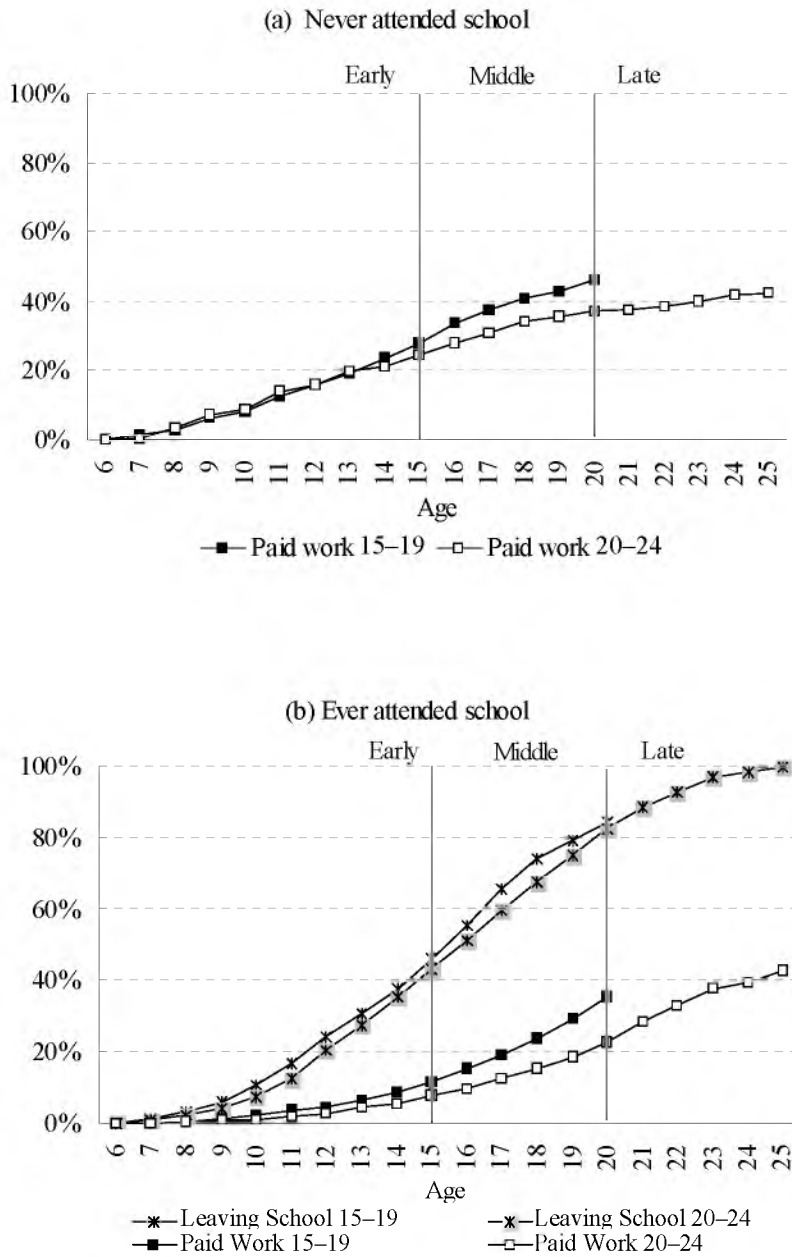 (a) Never attended school
Early Middle Late
100%
80%
60%
40%
20%
0%
6 7 8 9 10 11 12 13 14 15 16 17 18 19 20 21 22 23 24 25
Age
Paid work 15–19 Paid work 20–24
(b) Ever attended school
Early Middle Late
100%
80%
60%
40%
20%
0%
6 7 8 9 10 11 12 13 14 15 16 17 18 19 20 21 22 23 24 25
Age
Leaving School 15–19 Leaving School 20–24
Paid Work 15–19 Paid Work 20–24